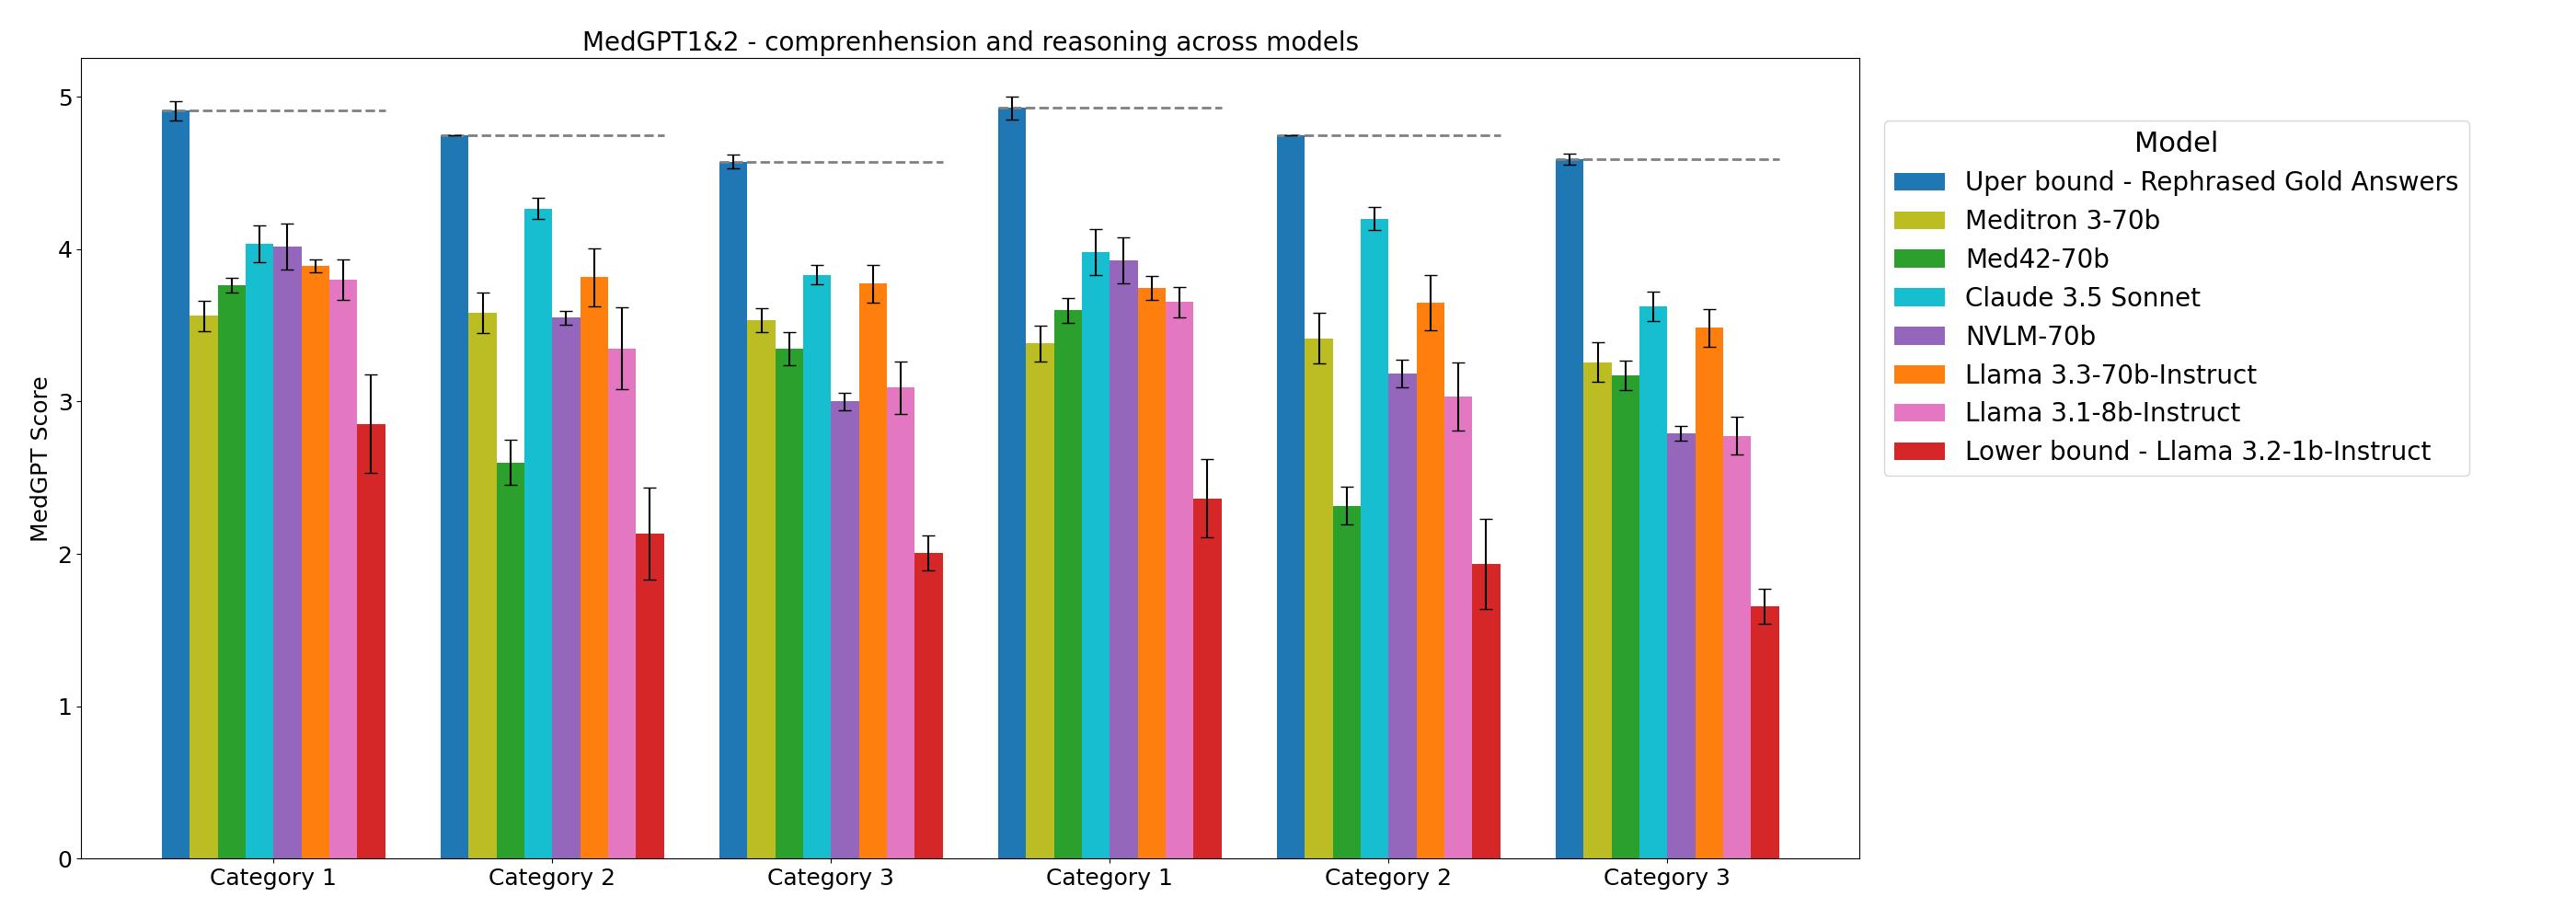 MedGPT1&2 - comprenhension and reasoning across models
MedGPT Score
5
4
3
2
1
0
Category 1
Category 2
Category 3
Category 1
Category 2
Category 3
Model
Uper bound - Rephrased Gold Answers
Meditron 3-70b
Med42-70b
Claude 3.5 Sonnet
NVLM-70b
Llama 3.3-70b-Instruct
Llama 3.1-8b-Instruct
Lower bound - Llama 3.2-1b-Instruct